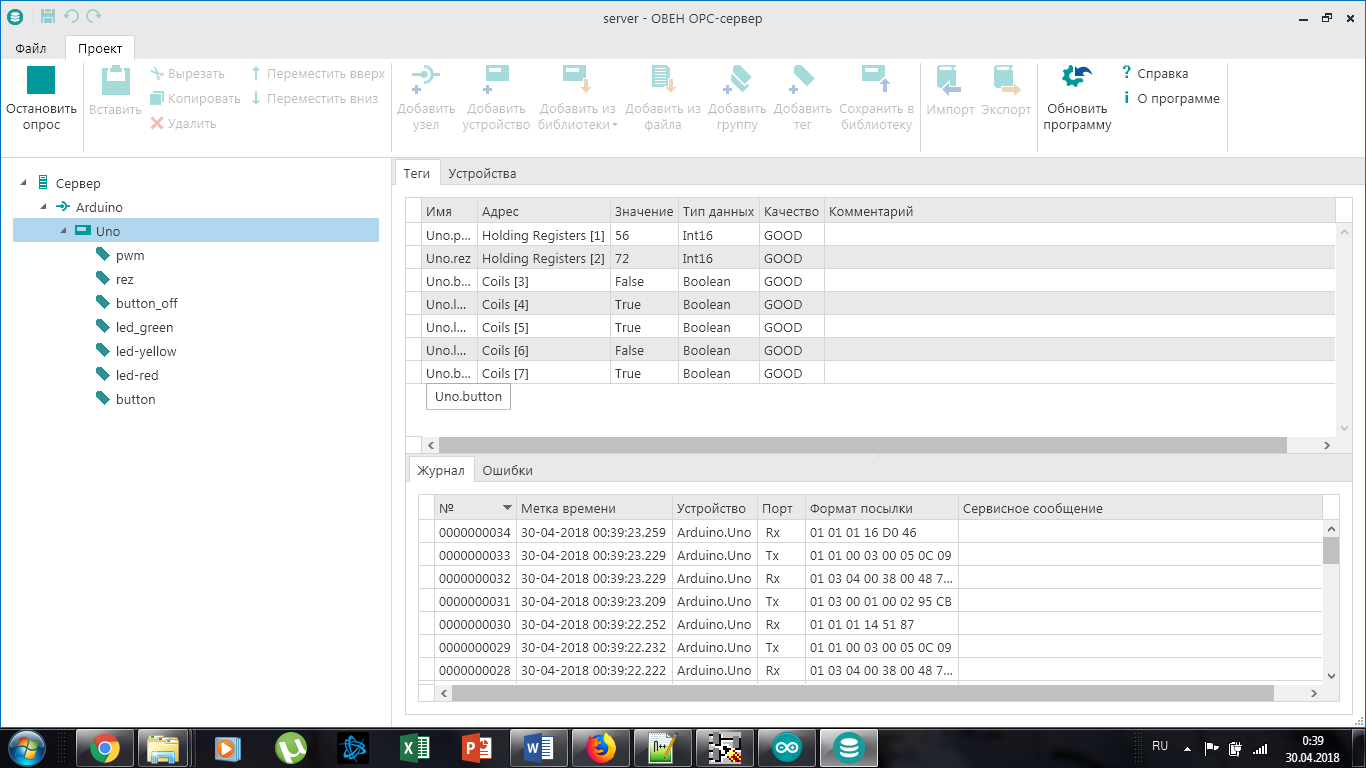 server - ОВЕН OPC-сервер
Файл Проект
Остановить опрос
Вставить
Вырезать
Копировать
Удалить
Переместить вверх
Переместить вниз
Добавить узел
Добавить устройство
Добавить из библиотеки
Добавить из файла
Добавить группу
Добавить тег
Сохранить в библиотеку
Импорт
Экспорт
Обновить программу
? Справка
i О программе
Сервер
Arduino
Uno
pwm
rez
button_off
led_green
led-yellow
led-red
button
Теги Устройства
Имя Адрес Значение Тип данных Качество Комментарий
Uno.p... Holding Registers [1] 56 Int16 GOOD
Uno.rez Holding Registers [2] 72 Int16 GOOD
Uno.b... Coils [3] False Boolean GOOD
Uno.l... Coils [4] True Boolean GOOD
Uno.l... Coils [5] True Boolean GOOD
Uno.l... Coils [6] False Boolean GOOD
Uno.b... Coils [7] True Boolean GOOD
Uno.button
Журнал Ошибки
№ Метка времени Устройство Порт Формат посылки Сервисное сообщение
0000000034 30-04-2018 00:39:23.259 Arduino.Uno Rx 01 01 01 16 D0 46
0000000033 30-04-2018 00:39:23.229 Arduino.Uno Tx 01 01 00 03 00 05 0C 09
0000000032 30-04-2018 00:39:23.229 Arduino.Uno Rx 01 03 04 00 38 00 48 7...
0000000031 30-04-2018 00:39:23.209 Arduino.Uno Tx 01 03 00 01 00 02 95 CB
0000000030 30-04-2018 00:39:22.252 Arduino.Uno Rx 01 01 01 14 51 87
0000000029 30-04-2018 00:39:22.232 Arduino.Uno Tx 01 01 00 03 00 05 0C 09
0000000028 30-04-2018 00:39:22.222 Arduino.Uno Rx 01 03 04 00 38 00 48 7...
RU
0:39
30.04.2018